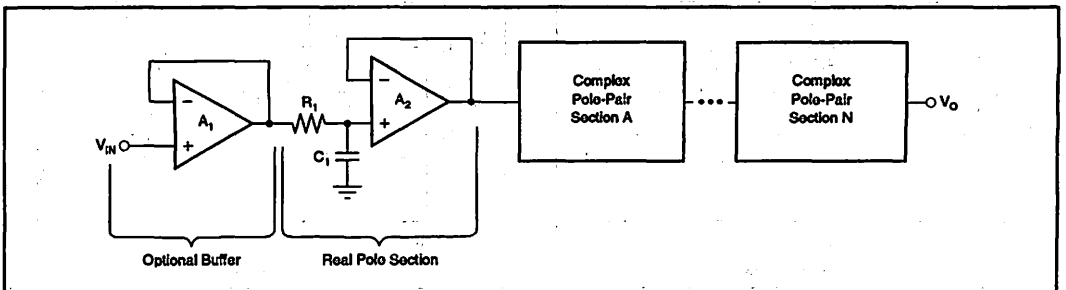 Complex
Pole-Pair
Section A
Complex
Pole-Pair
Section N
A1
R1
A2
C1
VIN
VO
−
+
−
+
Optional Buffer
Real Pole Section